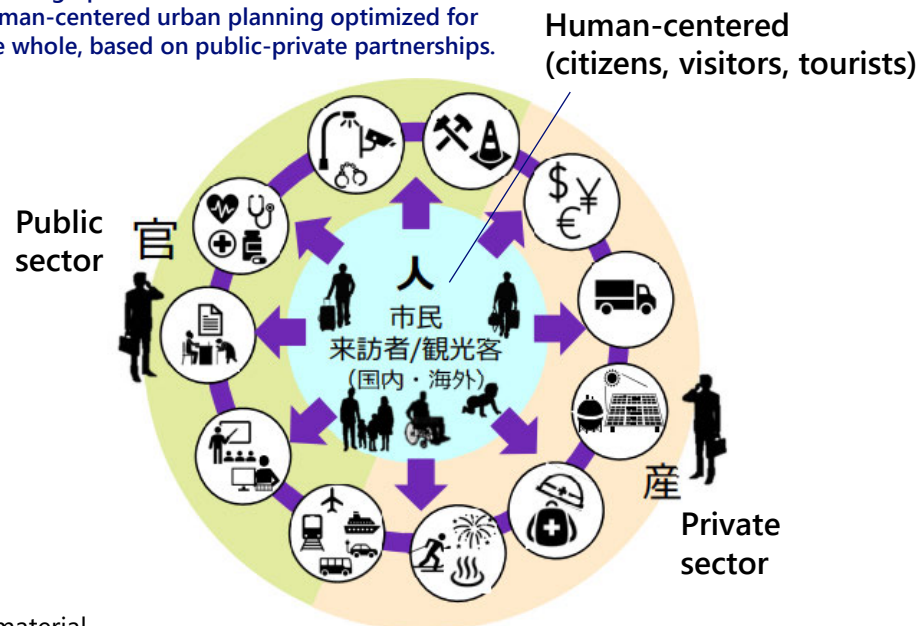 man-centered urban planning optimized for
e whole, based on public-private partnerships.
Human-centered
(citizens, visitors, tourists)
Public
sector
官
人
市民
来訪者/観光客
(国内・海外)
$ ¥
€
産
Private
sector
material